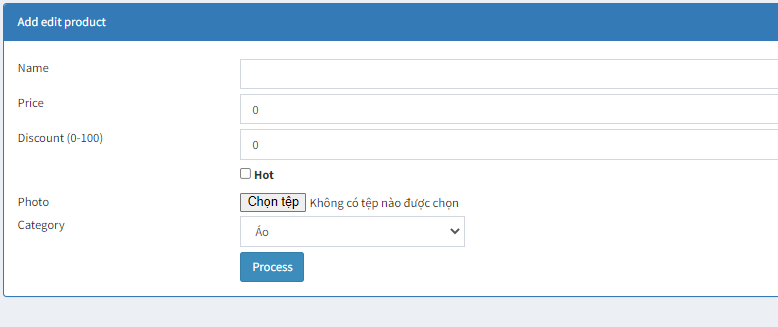 Add edit product
Name
Price
0
Discount (0-100)
0
Hot
Photo
Chọn tệp Không có tệp nào được chọn
Category
Áo
Process